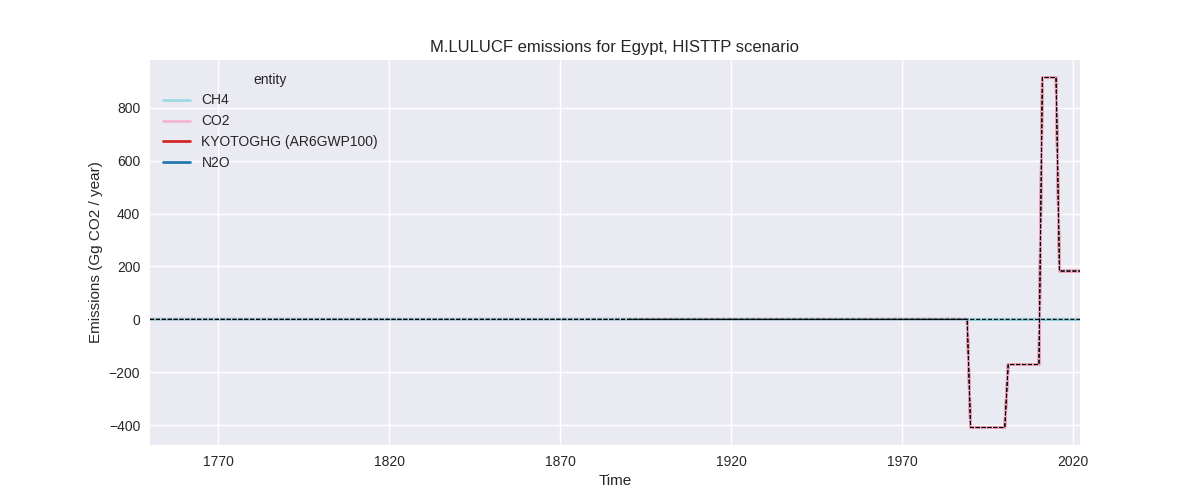 M.LULUCF emissions for Egypt, HISTTP scenario
entity
CH4
CO2
KYOTOGHG (AR6GWP100)
N2O
Emissions (Gg CO2 / year)
800
600
400
200
0
−200
−400
1770
1820
1870
1920
1970
2020
Time